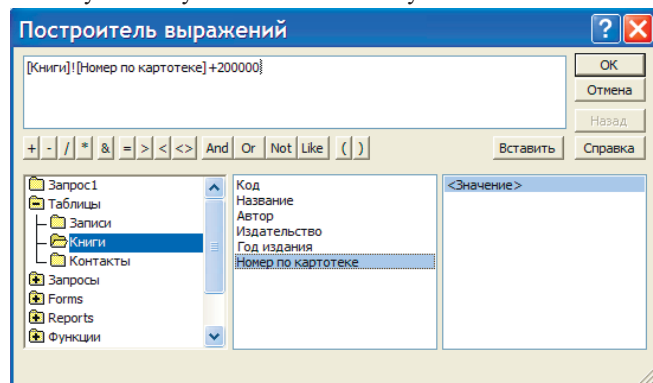 Построитель выражений
[Книги]![Номер по картотеке]+200000
ОК
Отмена
Назад
+ - / * & = > < <> And Or Not Like ( )
Вставить
Справка
Запрос1
Таблицы
Записи
Книги
Контакты
Запросы
Forms
Reports
Функции
Код
Название
Автор
Издательство
Год издания
Номер по картотеке
<Значение>